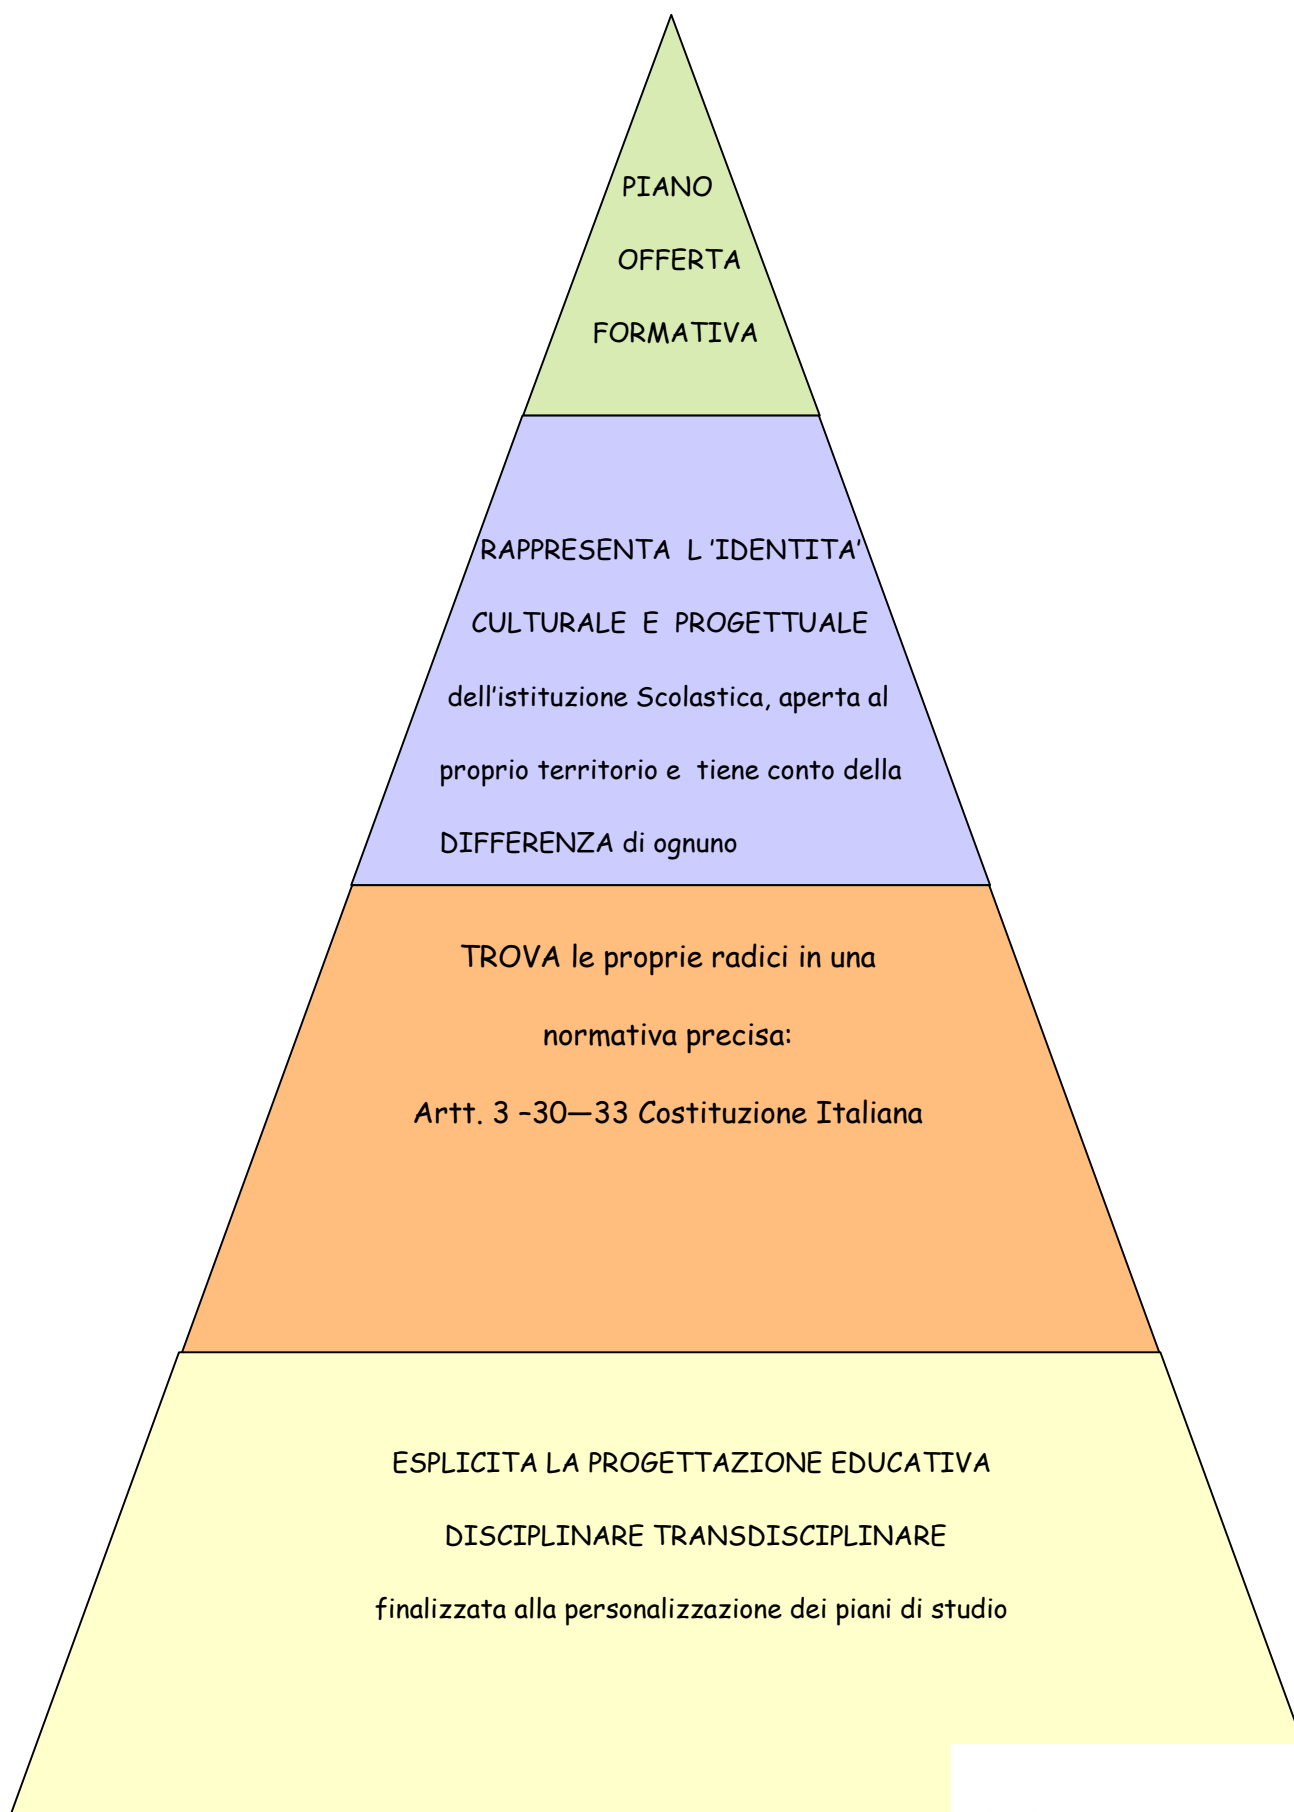 PIANO
OFFERTA
FORMATIVA
RAPPRESENTA L 'IDENTITA'
CULTURALE E PROGETTUALE
dell'istituzione Scolastica, aperta al
proprio territorio e tiene conto della
DIFFERENZA di ognuno
TROVA le proprie radici in una
normativa precisa:
Artt. 3 –30—33 Costituzione Italiana
ESPLICITA LA PROGETTAZIONE EDUCATIVA
DISCIPLINARE TRANSDISCIPLINARE
finalizzata alla personalizzazione dei piani di studio